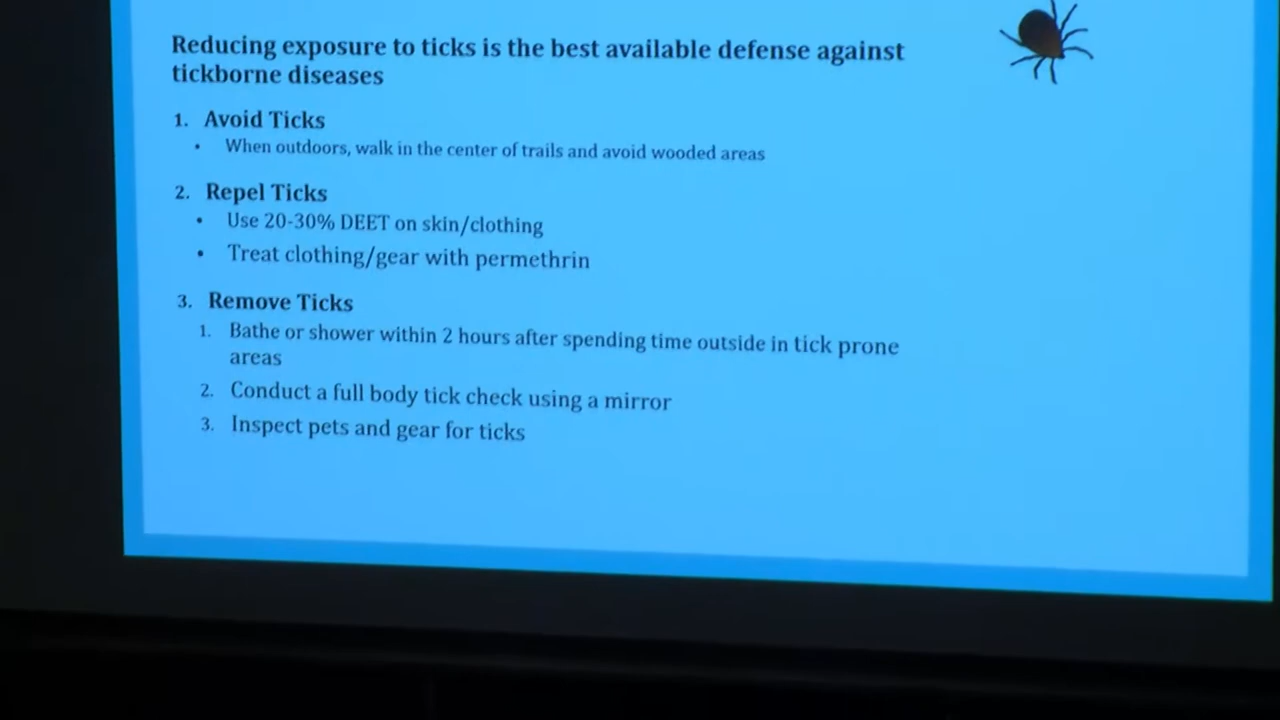 Reducing exposure to ticks is the best available defense against
tickborne diseases
1. Avoid Ticks
• When outdoors, walk in the center of trails and avoid wooded areas
2. Repel Ticks
• Use 20-30% DEET on skin/clothing
• Treat clothing/gear with permethrin
3. Remove Ticks
1. Bathe or shower within 2 hours after spending time outside in tick prone
areas
2. Conduct a full body tick check using a mirror
3. Inspect pets and gear for ticks